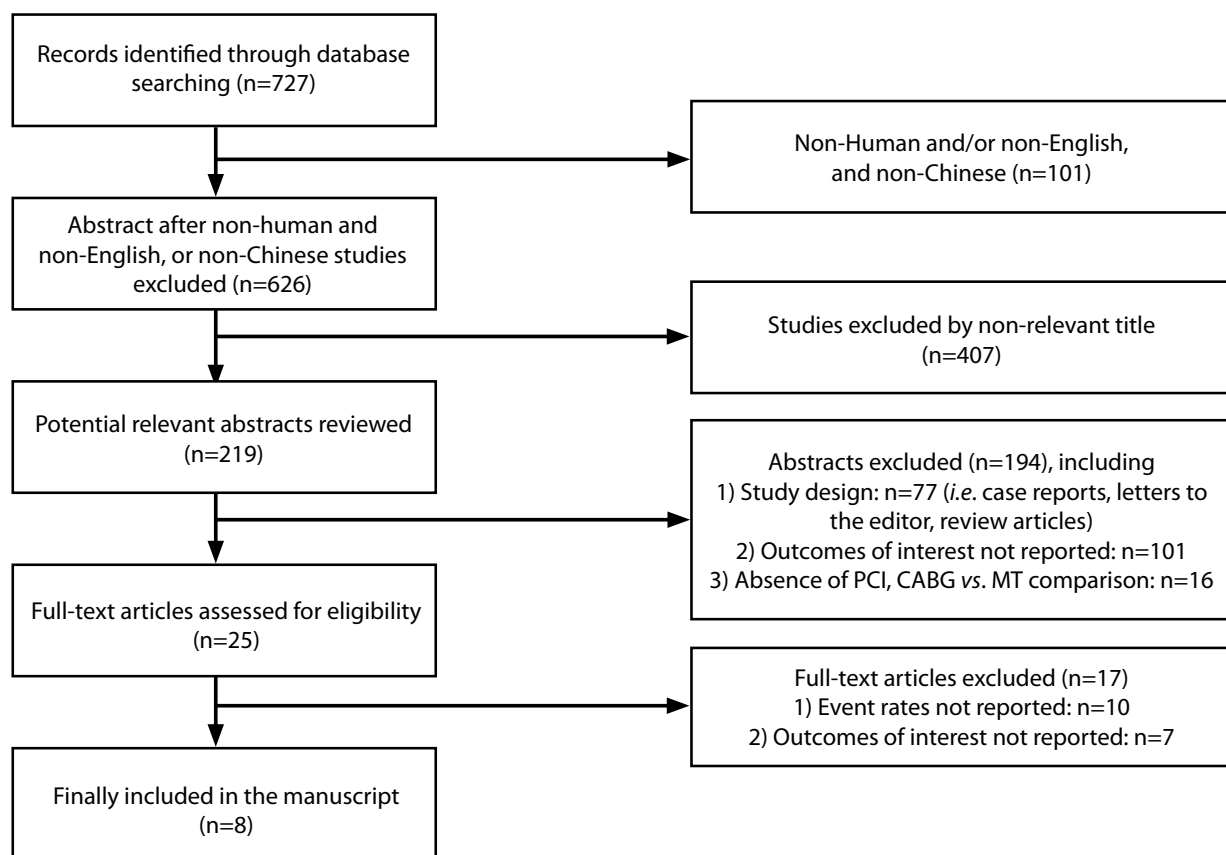 Records identified through database
searching (n=727)
Non-Human and/or non-English,
and non-Chinese (n=101)
Abstract after non-human and
non-English, or non-Chinese studies
excluded (n=626)
Studies excluded by non-relevant title
(n=407)
Potential relevant abstracts reviewed
(n=219)
Abstracts excluded (n=194), including
1) Study design: n=77 (i.e. case reports, letters to
the editor, review articles)
2) Outcomes of interest not reported: n=101
3) Absence of PCI, CABG vs. MT comparison: n=16
Full-text articles assessed for eligibility
(n=25)
Full-text articles excluded (n=17)
1) Event rates not reported: n=10
2) Outcomes of interest not reported: n=7
Finally included in the manuscript
(n=8)